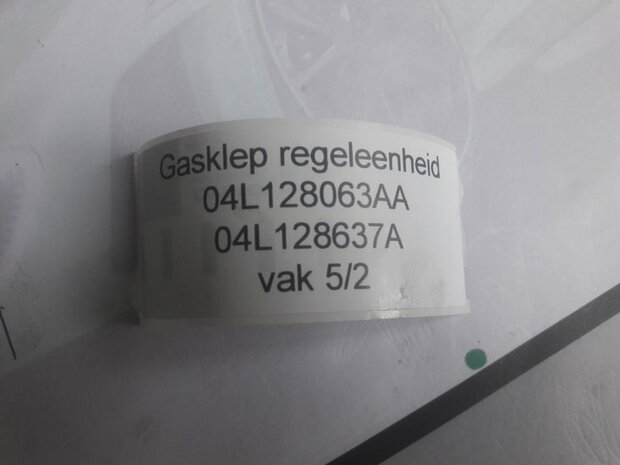 Gasklep regeleenheid
04L128063AA
04L128637A
vak 5/2